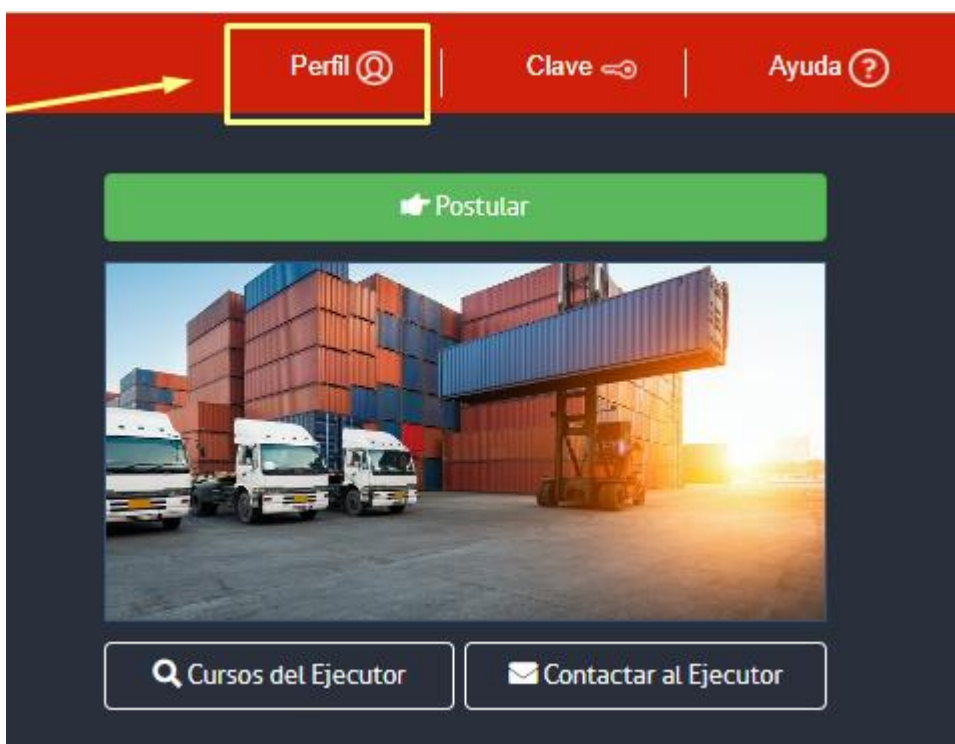 Perfil
Clave
Ayuda ?
Postular
Cursos del Ejecutor
Contactar al Ejecutor